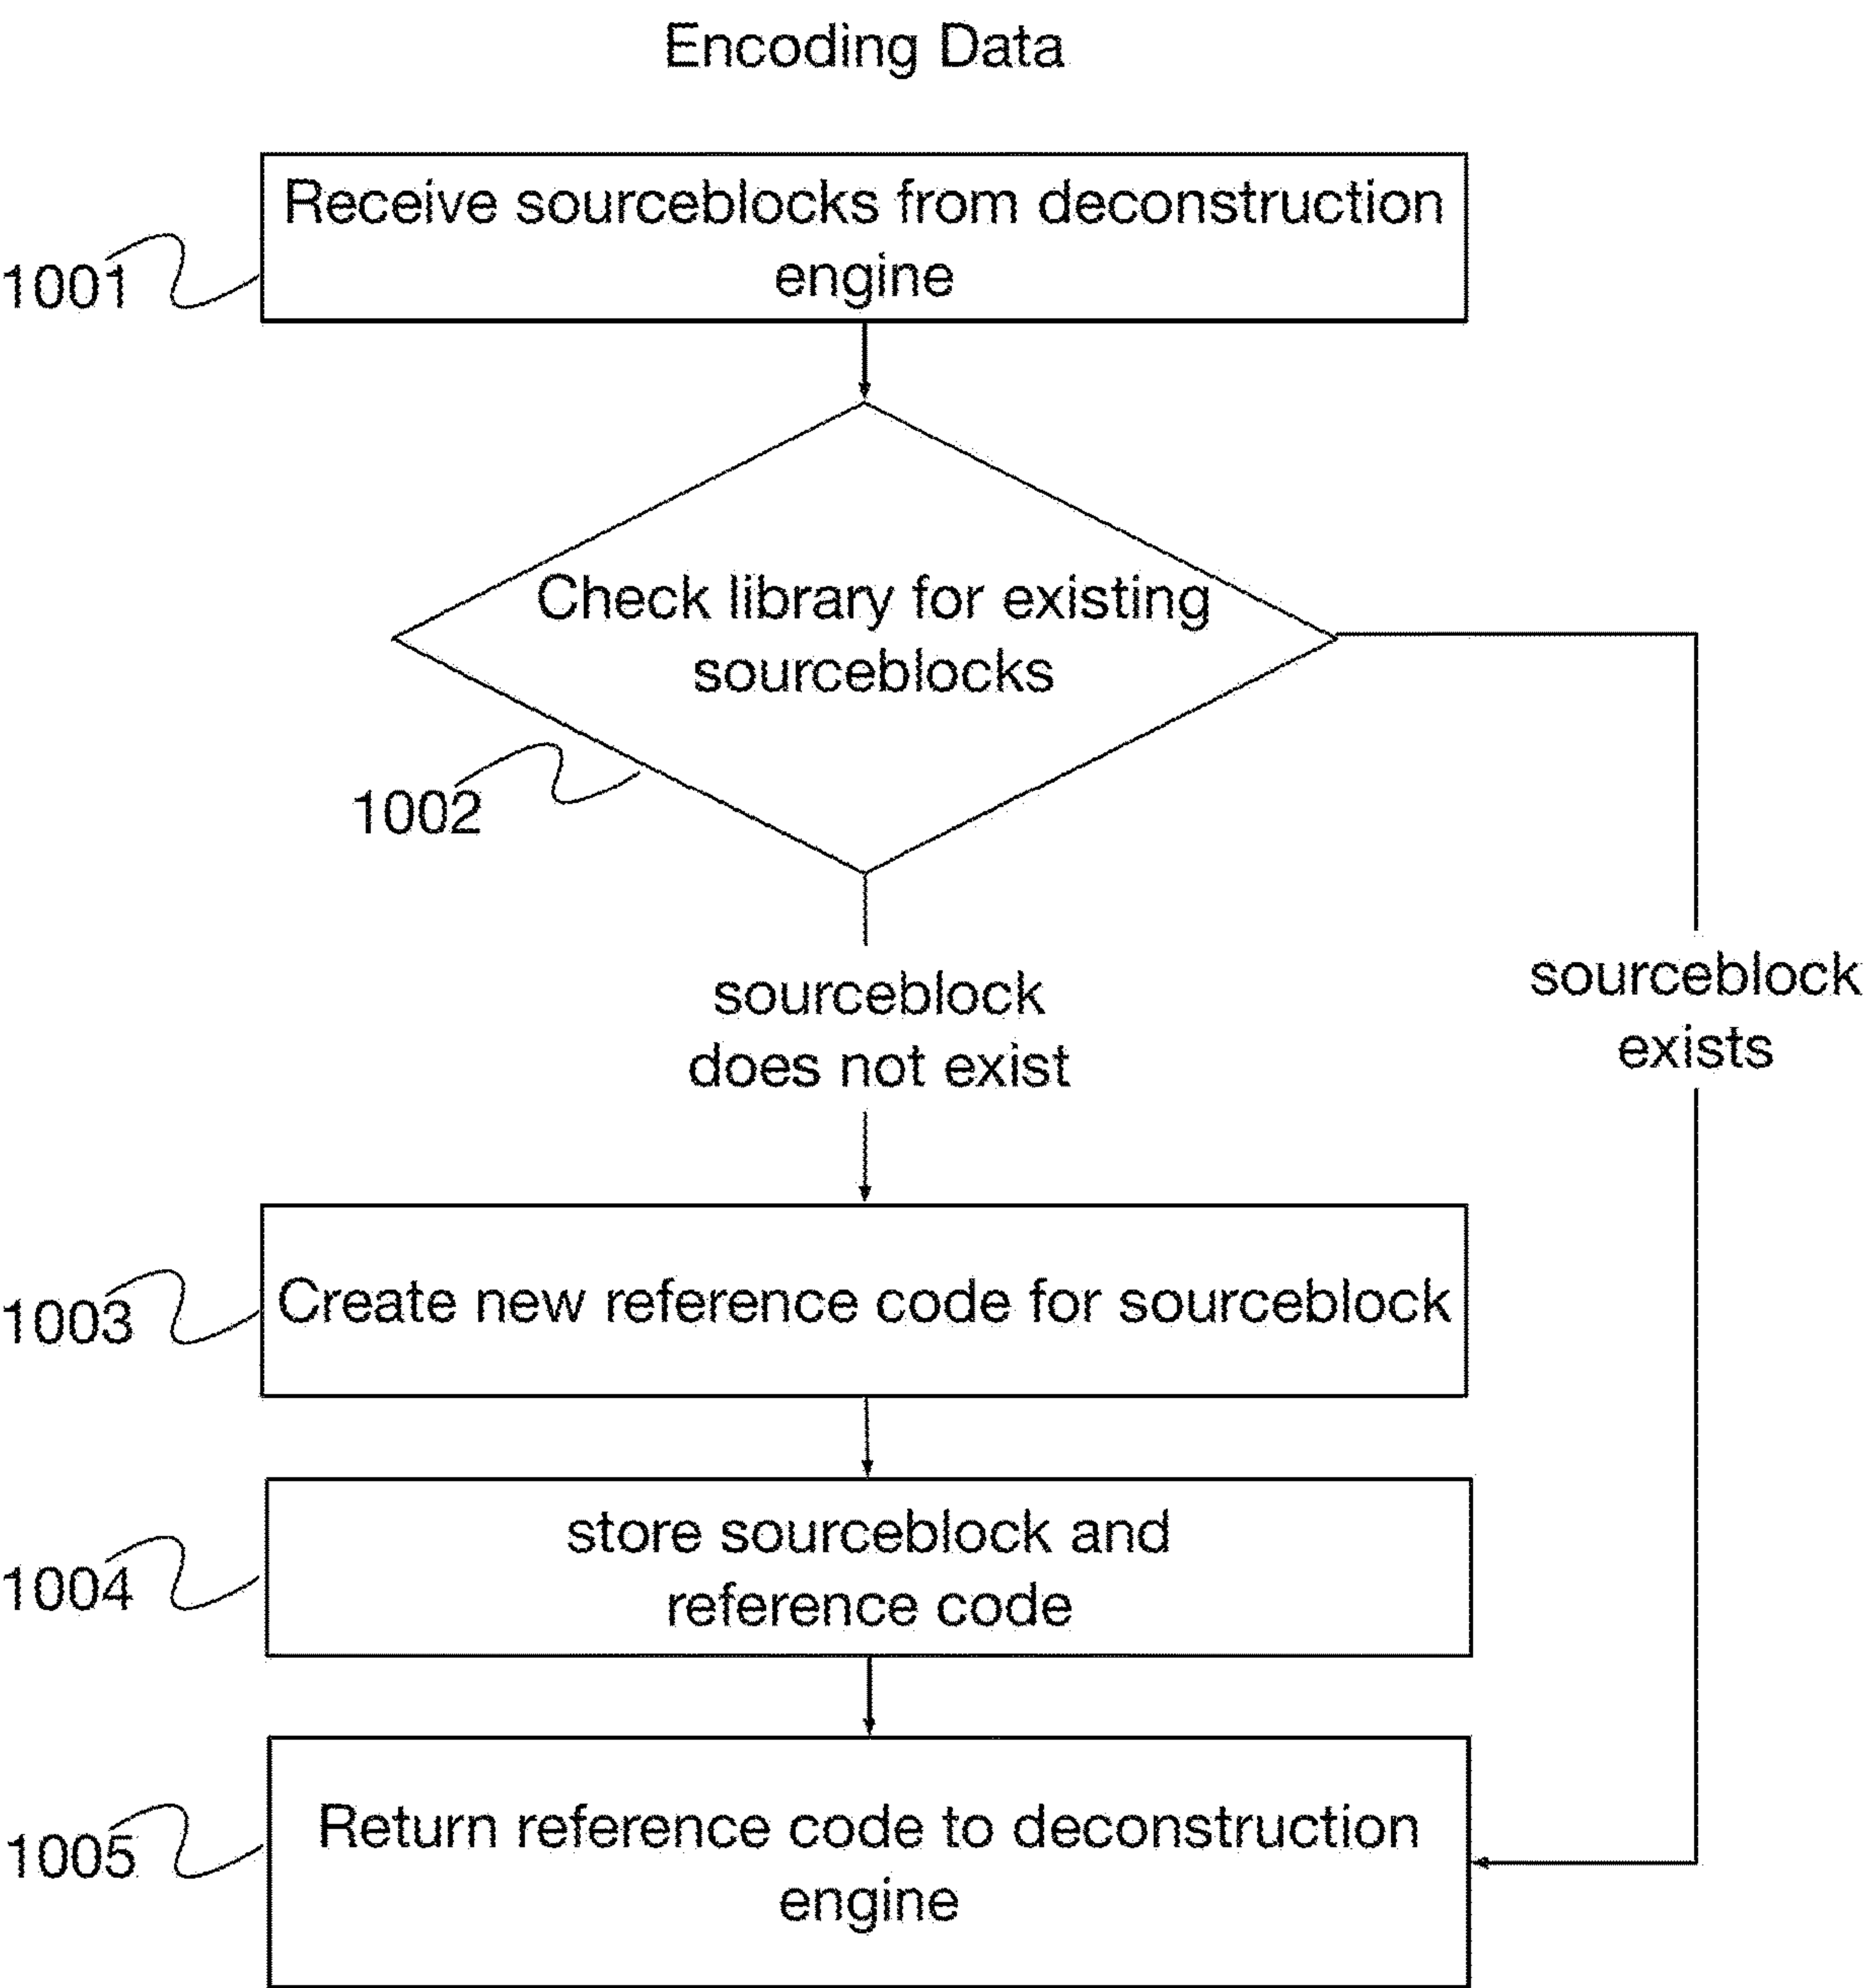 Encoding Data
Receive sourceblocks from deconstruction
engine
1001
Check library for existing
sourceblocks
1002
sourceblock
does not exist
sourceblock
exists
Create new reference code for sourceblock
1003
store sourceblock and
reference code
1004
Return reference code to deconstruction
engine
1005